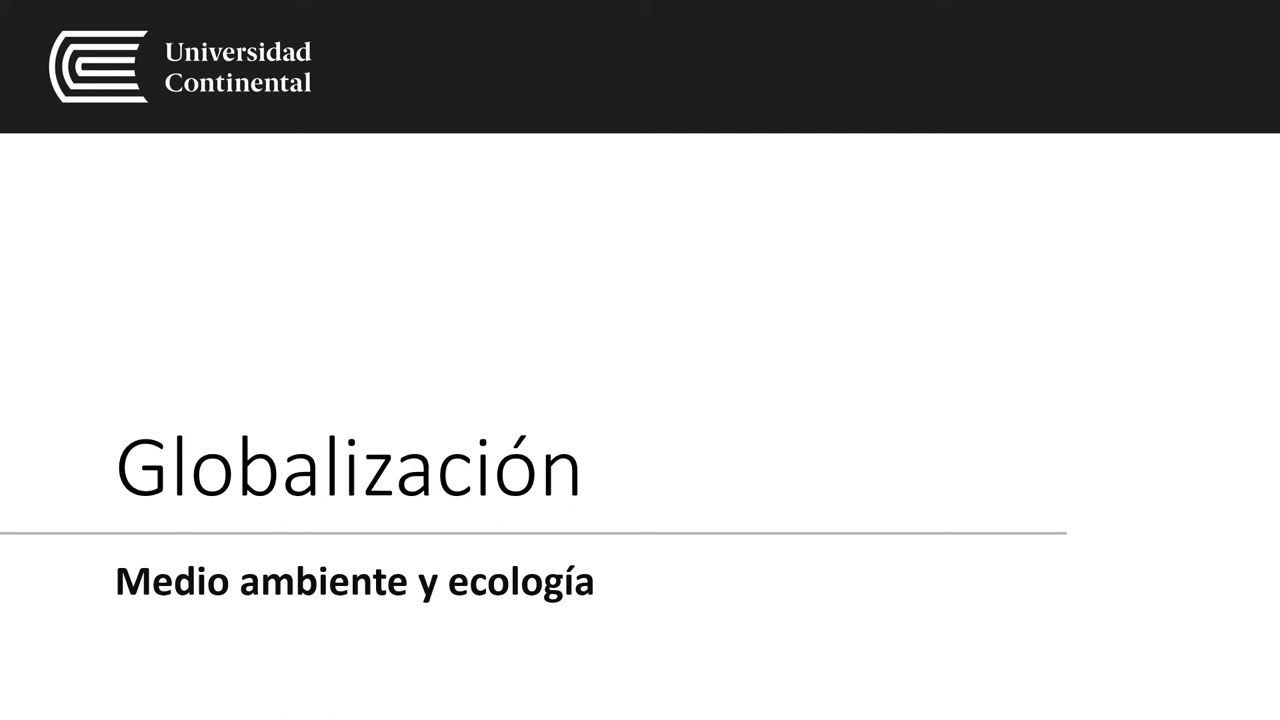 Universidad
Continental
Globalización
Medio ambiente y ecología